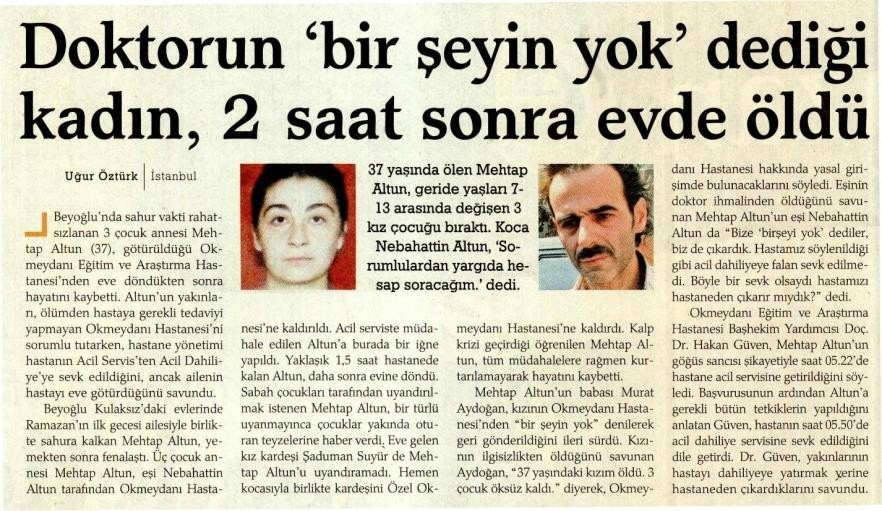 Doktorun ‘bir şeyin yok’ dediği
kadın, 2 saat sonra evde öldü
Uğur Öztürk | İstanbul
Beyoğlu'nda sahur vakti rahat-
sızlanan 3 çocuk annesi Meh-
tap Altun (37), götürüldüğü Ok-
meydanı Eğitim ve Araştırma Has-
tanesi'nden eve döndükten sonra
hayatını kaybetti. Altun'un yakınla-
rı, ölümden hastaya gerekli tedaviyi
yapmayan Okmeydanı Hastanesi'ni
sorumlu tutarken, hastane yönetimi
hastanın Acil Servis'ten Acil Dahili-
ye'ye sevk edildiğini, ancak ailenin
hastayı eve götürdüğünü savundu.
Beyoğlu Kulaksız'daki evlerinde
Ramazan'ın ilk gecesi ailesiyle birlik-
te sahura kalkan Mehtap Altun, ye-
mekten sonra fenalaştı. Üç çocuk an-
nesi Mehtap Altun, eşi Nebahattin
Altun tarafından Okmeydanı Hasta-
37 yaşında ölen Mehtap
Altun, geride yaşları 7-
13 arasında değişen 3
kız çocuğu bıraktı. Koca
Nebahattin Altun, ‘So-
rumlulardan yargıda he-
sap soracağım.’ dedi.
nesi'ne kaldırıldı. Acil serviste müda-
hale edilen Altun'a burada bir iğne
yapıldı. Yaklaşık 1,5 saat hastanede
kalan Altun, daha sonra evine döndü.
Sabah çocukları tarafından uyandırıl-
mak istenen Mehtap Altun, bir türlü
uyanmayınca çocuklar yakında otu-
ran teyzelerine haber verdi. Eve gelen
kız kardeşi Şaduman Suyür de Meh-
tap Altun'u uyandıramadı. Hemen
kocasıyla birlikte kardeşini Özel Ok-
meydanı Hastanesi'ne kaldırdı. Kalp
krizi geçirdiği öğrenilen Mehtap Al-
tun, tüm müdahalelere rağmen kur-
tarılamayarak hayatını kaybetti.
Mehtap Altun'un babası Murat
Aydoğan, kızının Okmeydanı Hasta-
nesi'nden “bir şeyin yok” denilerek
geri gönderildiğini ileri sürdü. Kızı-
nın ilgisizlikten öldüğünü savunan
Aydoğan, “37 yaşındaki kızım öldü. 3
çocuk öksüz kaldı.” diyerek, Okmey-
danı Hastanesi hakkında yasal giri-
şimde bulunacaklarını söyledi. Eşinin
doktor ihmalinden öldüğünü savu-
nan Mehtap Altun'un eşi Nebahattin
Altun da “Bize ‘birşeyi yok’ dediler,
biz de çıkardık. Hastamız söylenildiği
gibi acil dahiliyeye falan sevk edilme-
di. Böyle bir sevk olsaydı hastamızı
hastaneden çıkarır mıydık?” dedi.
Okmeydanı Eğitim ve Araştırma
Hastanesi Başhekim Yardımcısı Doç.
Dr. Hakan Güven, Mehtap Altun'un
göğüs sancısı şikayetiyle saat 05.22'de
hastane acil servisine getirildiğini söy-
ledi. Başvurusunun ardından Altun'a
gerekli bütün tetkiklerin yapıldığını
anlatan Güven, hastanın saat 05.50'de
acil dahiliye servisine sevk edildiğini
dile getirdi. Dr. Güven, yakınlarının
hastayı dahiliyede yatırmak yerine
hastaneden çıkardıklarını savundu.